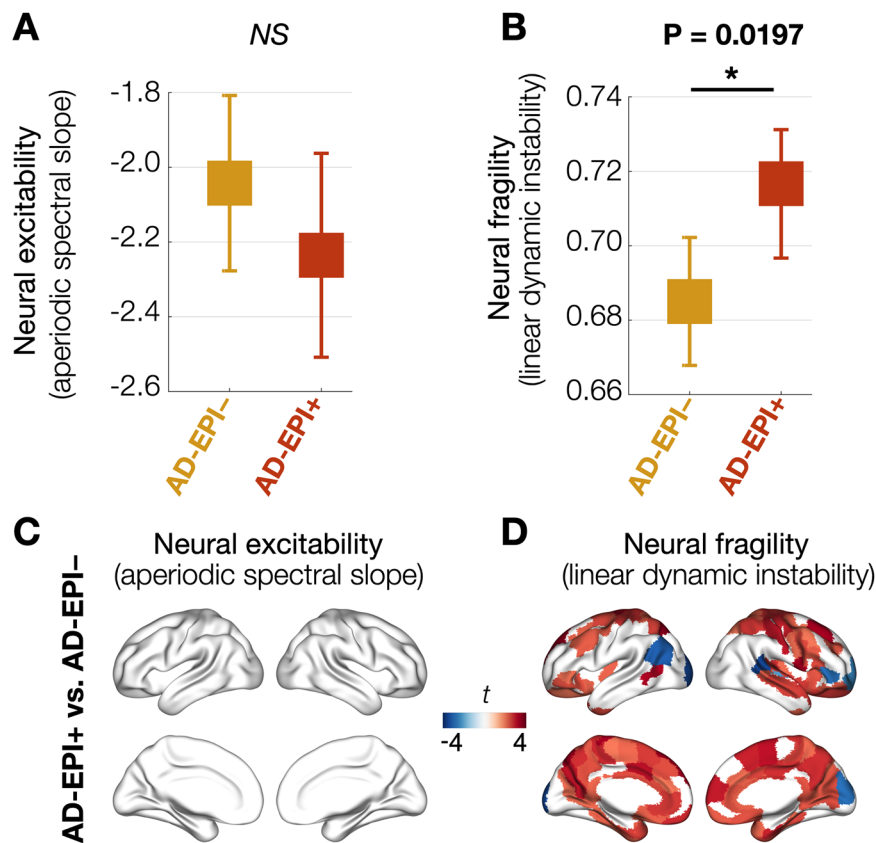 A
NS
Neural excitability
(aperiodic spectral slope)
-1.8
-2.0
-2.2
-2.4
-2.6
AD-EPI−
AD-EPI+
B
P = 0.0197
*
Neural fragility
(linear dynamic instability)
0.74
0.72
0.70
0.68
0.66
AD-EPI−
AD-EPI+
C
Neural excitability
(aperiodic spectral slope)
AD-EPI+ vs. AD-EPI−
t
-4
4
D
Neural fragility
(linear dynamic instability)